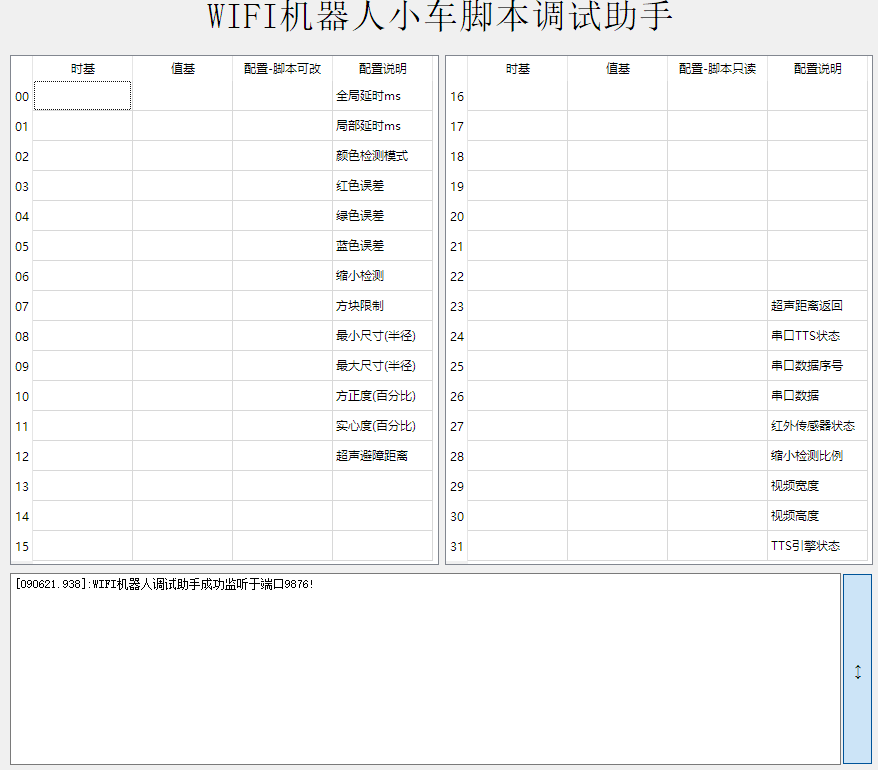 WIFI机器人小车脚本调试助手
时基 值基 配置-脚本可改 配置说明
00 全局延时ms
01 局部延时ms
02 颜色检测模式
03 红色误差
04 绿色误差
05 蓝色误差
06 缩小检测
07 方块限制
08 最小尺寸(半径)
09 最大尺寸(半径)
10 方正度(百分比)
11 实心度(百分比)
12 超声避障距离
13
14
15
时基 值基 配置-脚本只读 配置说明
16
17
18
19
20
21
22
23 超声距离返回
24 串口TTS状态
25 串口数据序号
26 串口数据
27 红外传感器状态
28 缩小检测比例
29 视频宽度
30 视频高度
31 TTS引擎状态
[090621.938]:WIFI机器人调试助手成功监听于端口9876!